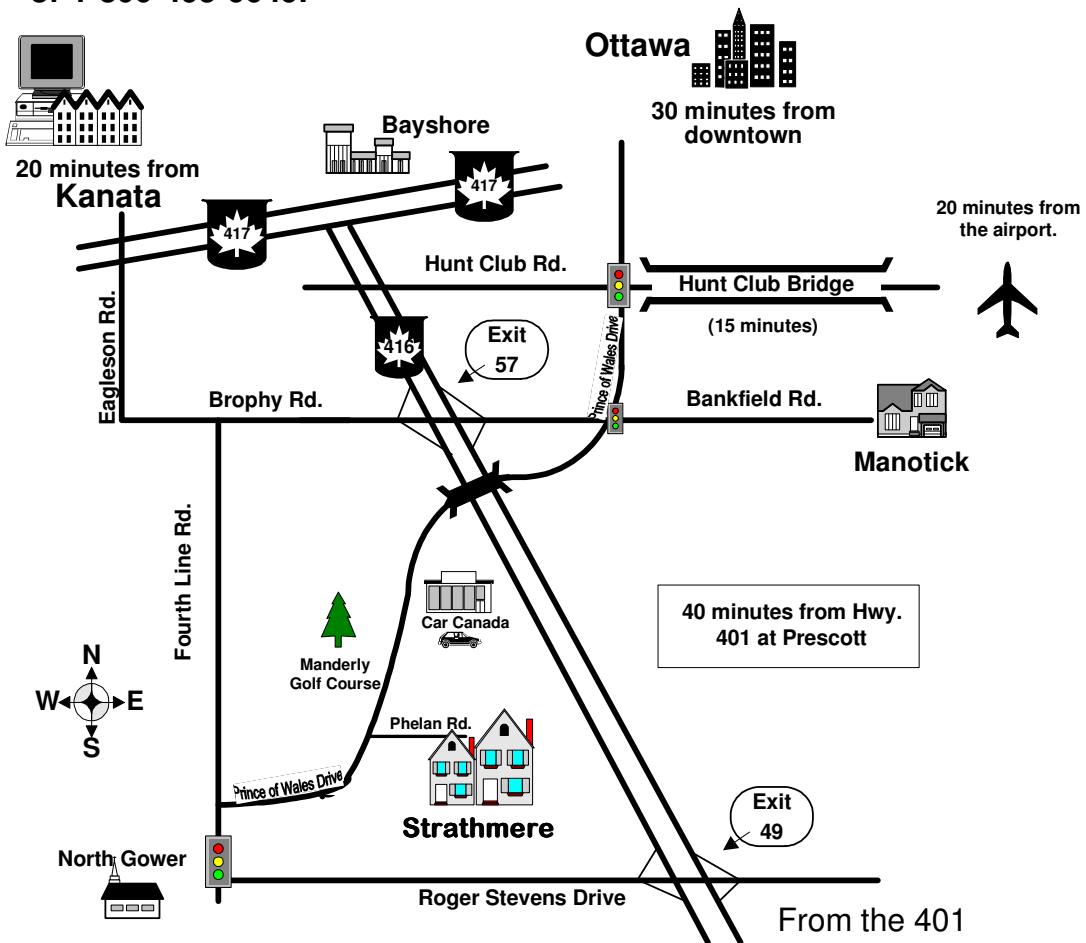 Ottawa
30 minutes from
downtown
Bayshore
20 minutes from
Kanata
417
417
20 minutes from
the airport.
Hunt Club Rd.
Hunt Club Bridge
(15 minutes)
Eagleson Rd.
416
Exit
57
Prince of Wales Drive
Brophy Rd.
Bankfield Rd.
Manotick
Fourth Line Rd.
Car Canada
40 minutes from Hwy.
401 at Prescott
Manderly
Golf Course
N
W
E
S
Phelan Rd.
Prince of Wales Drive
Strathmere
Exit
49
North Gower
Roger Stevens Drive
From the 401